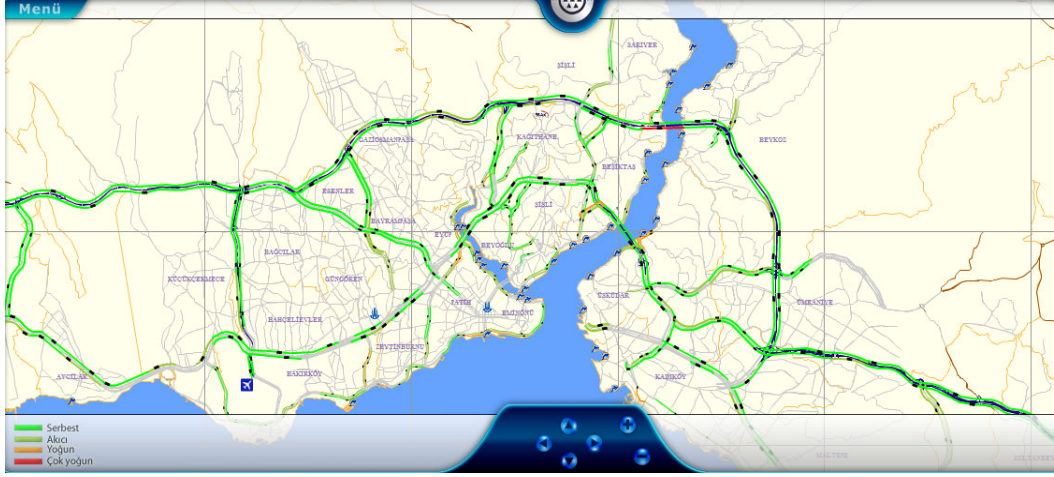 Menü
SARIYER
ŞİŞLİ
KAĞITHANE
GAZİOSMANPAŞA
BEYKOZ
BEŞİKTAŞ
ESENLER
ŞİŞLİ
BAYRAMPAŞA
EYÜP
BEYOĞLU
BAĞCILAR
KÜÇÜKÇEKMECE
GÜNGÖREN
FATİH
EMİNÖNÜ
ÜSKÜDAR
ÜMRANİYE
BAHÇELİEVLER
ZEYTİNBURNU
BAKIRKÖY
AVCILAR
KADIKÖY
Serbest
Akıcı
Yoğun
Çok yoğun
MALTEPE